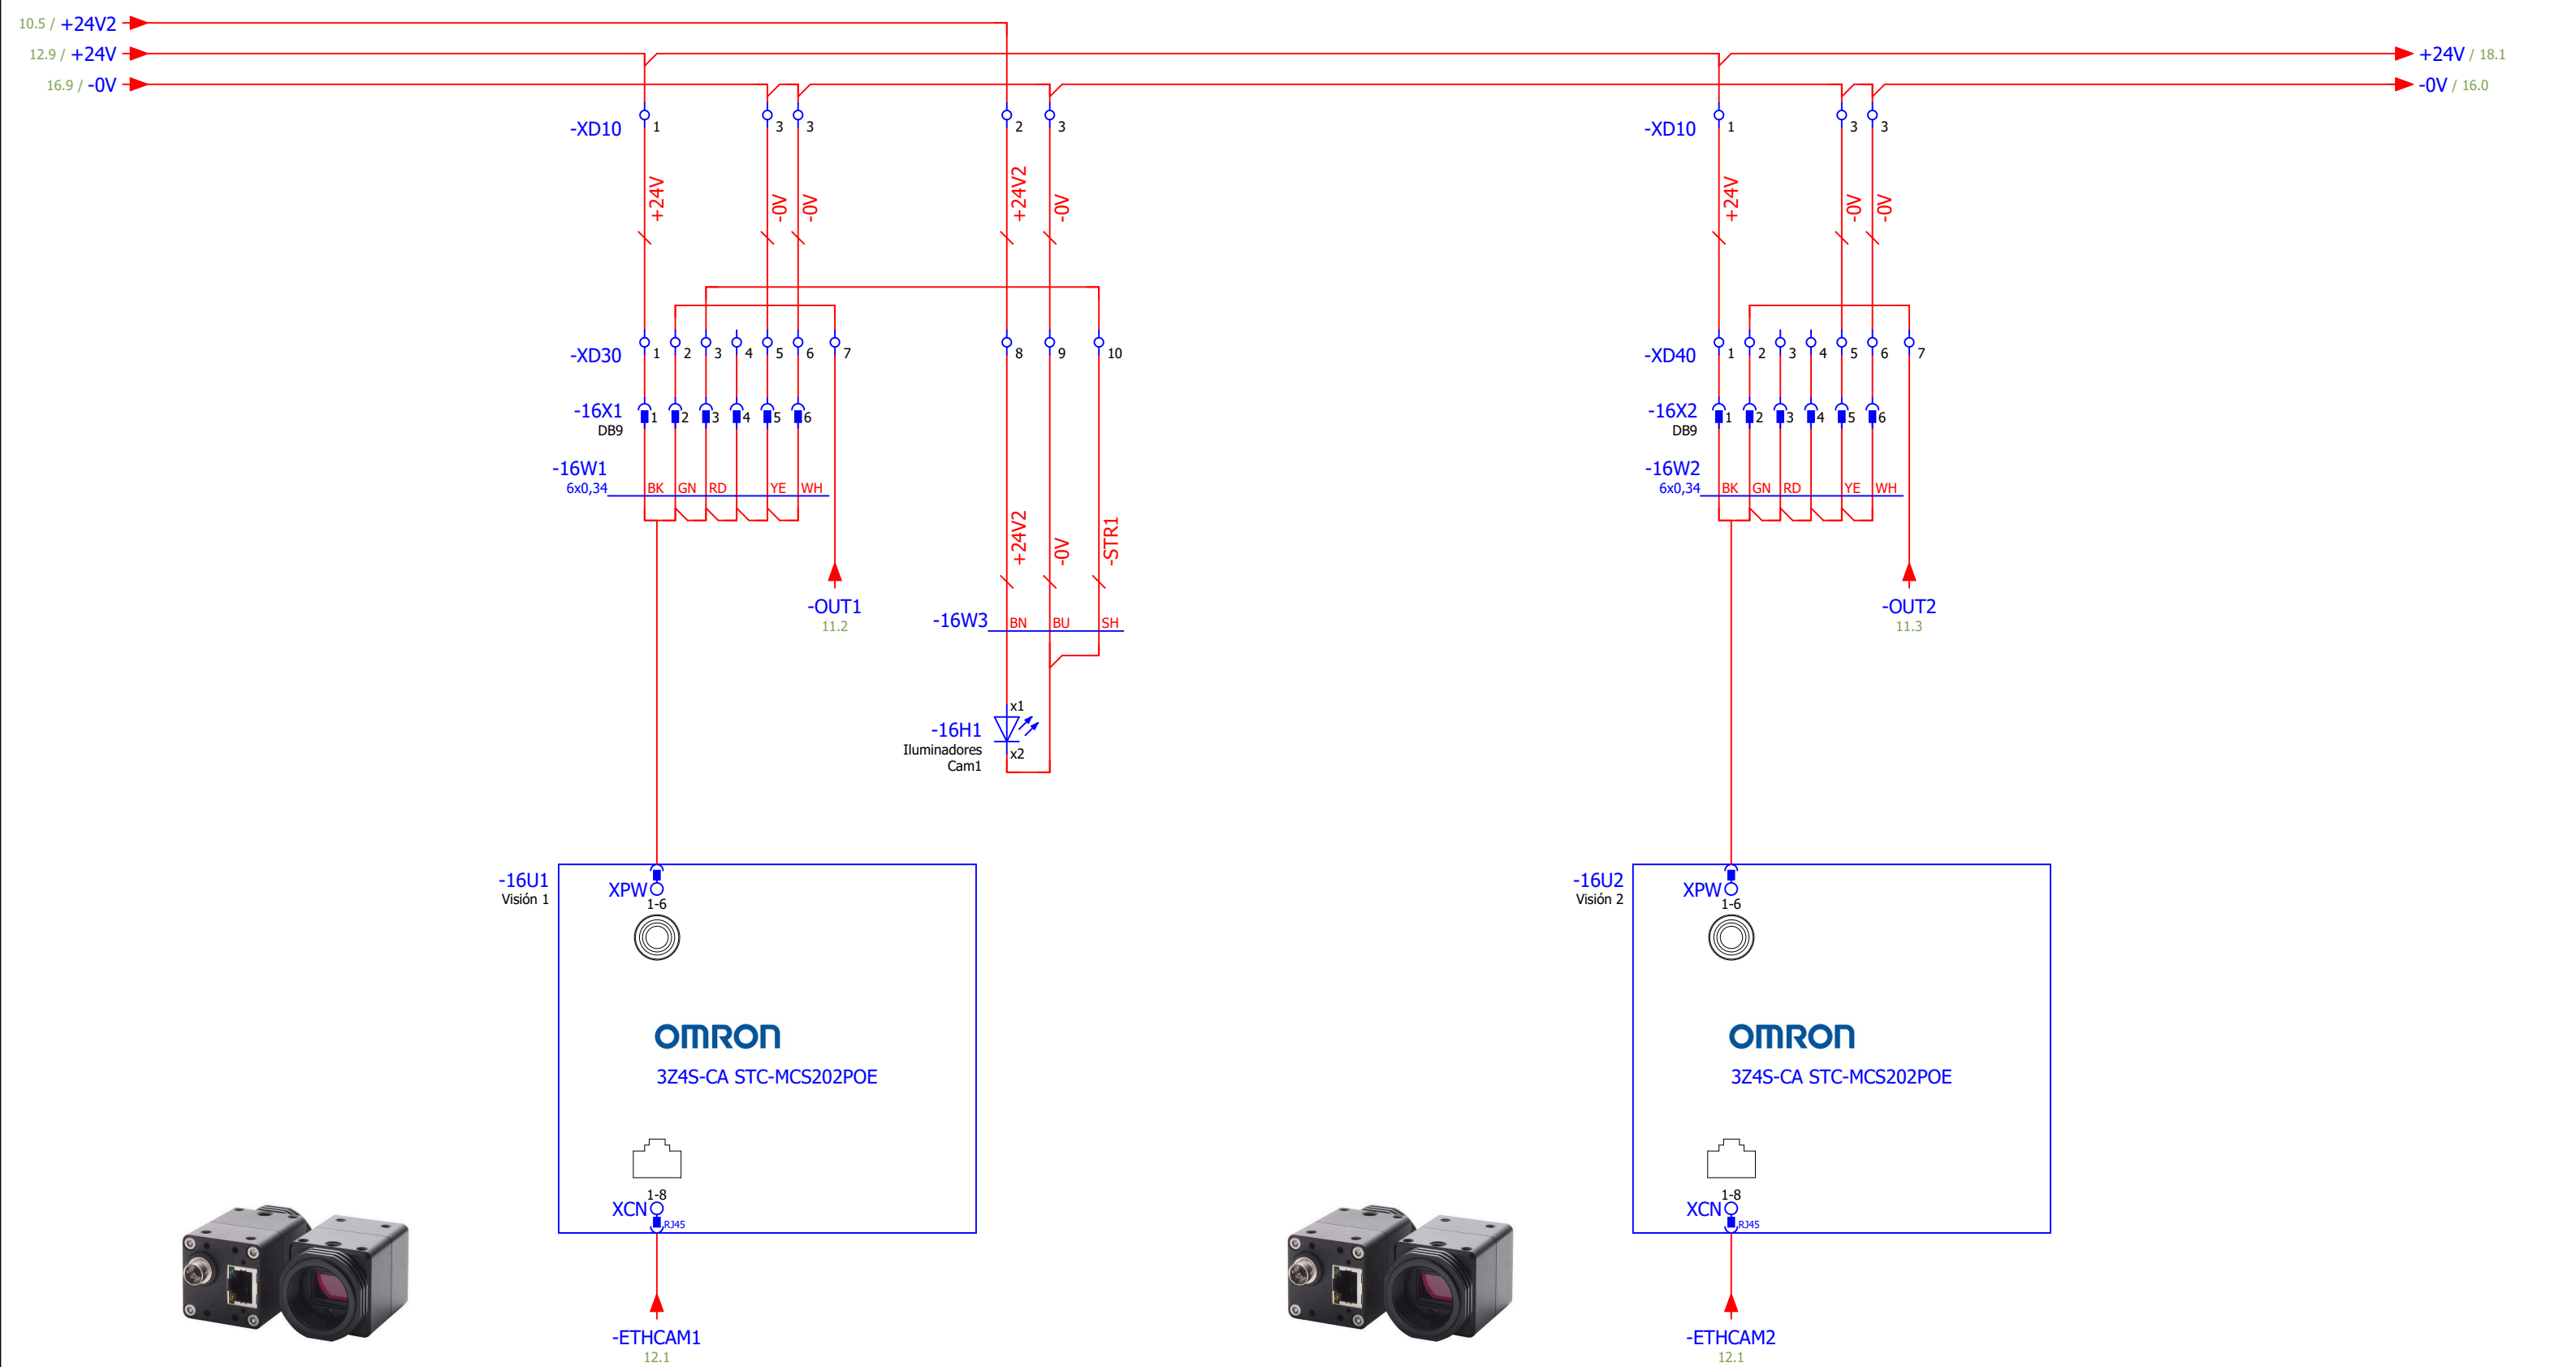 10.5 / +24V2
12.9 / +24V
16.9 / -0V
+24V / 18.1
-0V / 16.0
-XD10 1 3 3 2 3
-XD10 1 3 3
+24V -0V -0V +24V2 -0V
+24V -0V -0V
-XD30 1 2 3 4 5 6 7 8 9 10
-XD40 1 2 3 4 5 6 7
-16X1 1 2 3 4 5 6
DB9
-16X2 1 2 3 4 5 6
DB9
-16W1
6x0,34 BK GN RD YE WH
-16W2
6x0,34 BK GN RD YE WH
+24V2 -0V -STR1
-OUT1
11.2
-OUT2
11.3
-16W3 BN BU SH
x1
-16H1
Iluminadores
Cam1
x2
-16U1
Visión 1
XPW
1-6
OMRON
3Z4S-CA STC-MCS202POE
1-8
XCN
RJ45
-ETHCAM1
12.1
-16U2
Visión 2
XPW
1-6
OMRON
3Z4S-CA STC-MCS202POE
1-8
XCN
RJ45
-ETHCAM2
12.1